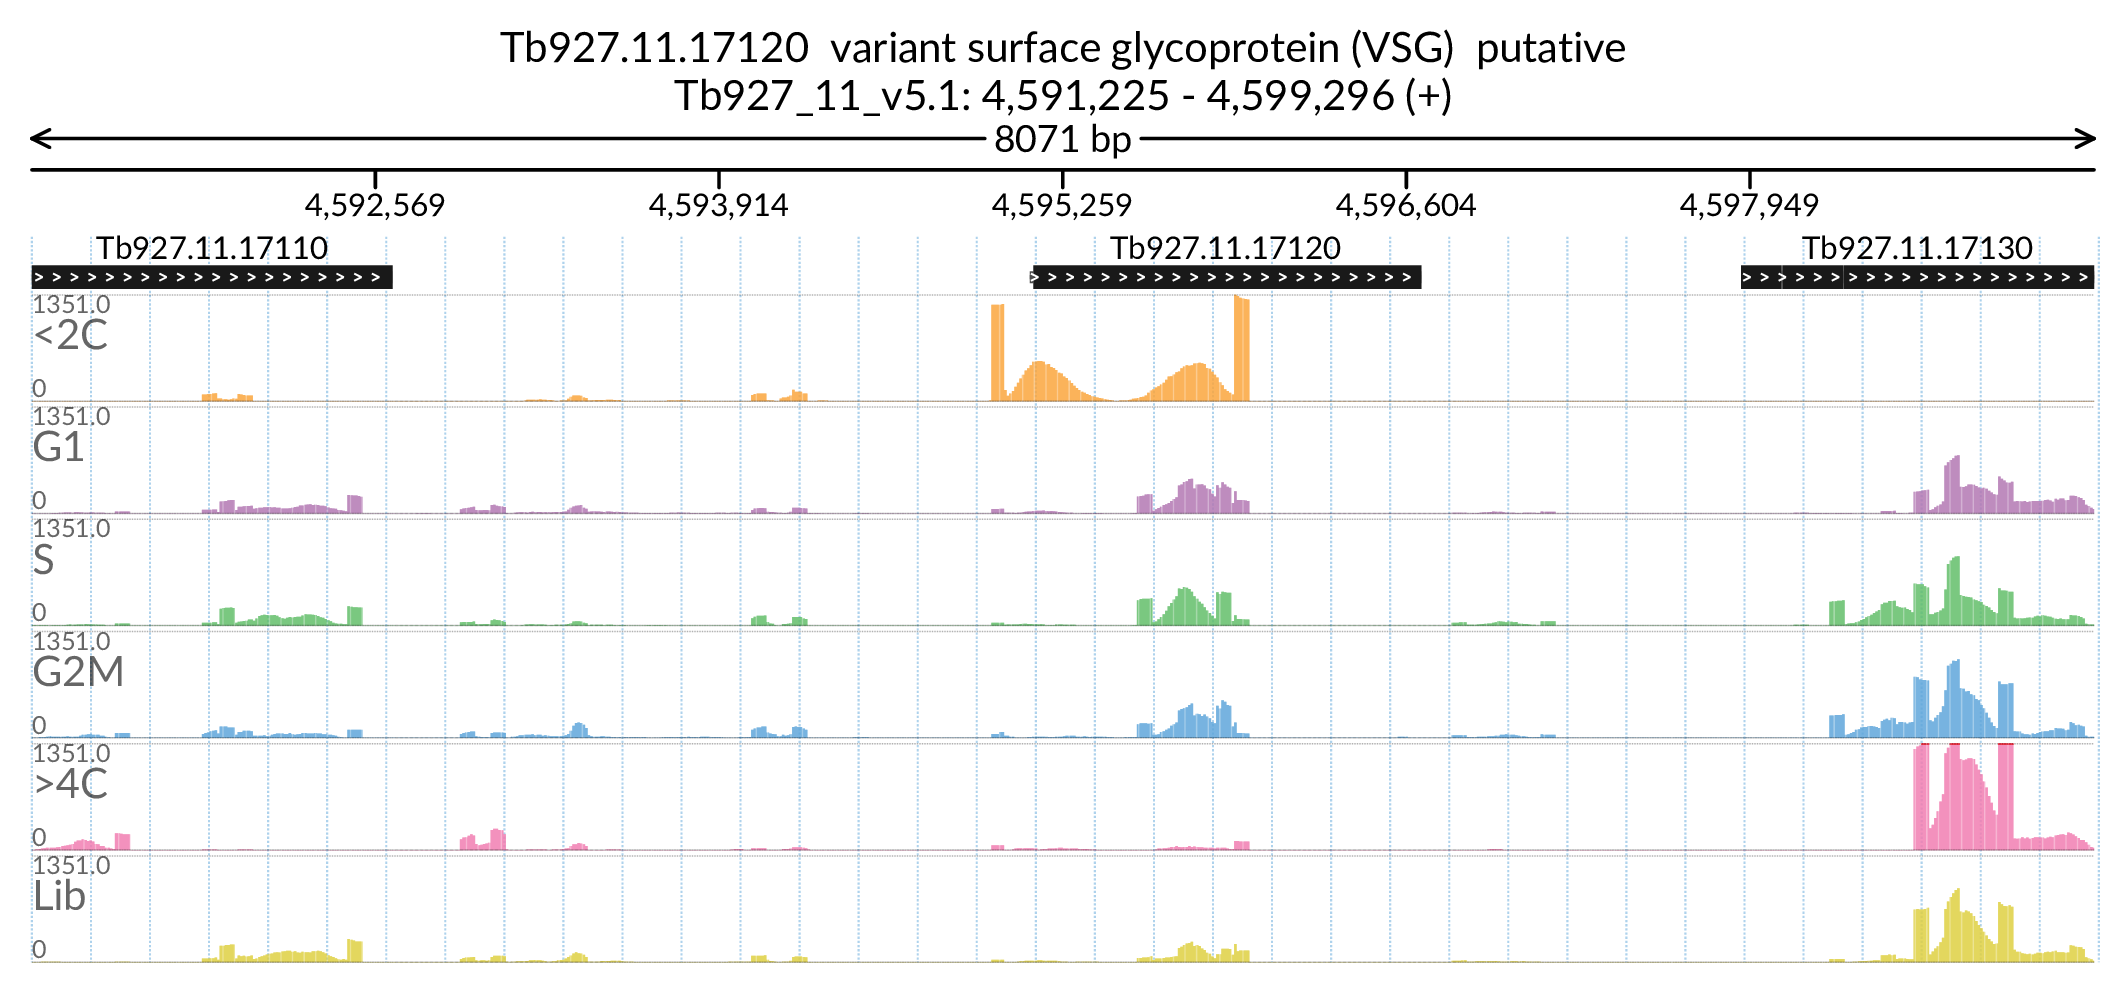 Tb927.11.17120 variant surface glycoprotein (VSG) putative
Tb927_11_v5.1: 4,591,225 - 4,599,296 (+)
8071 bp
4,592,569 4,593,914 4,595,259 4,596,604 4,597,949
Tb927.11.17110 Tb927.11.17120 Tb927.11.17130
1351.0
<2C
0
1351.0
G1
0
1351.0
S
0
1351.0
G2M
0
1351.0
>4C
0
1351.0
Lib
0